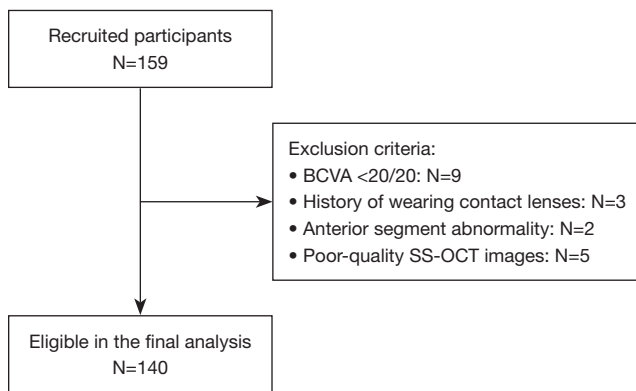 Recruited participants
N=159
Exclusion criteria:
• BCVA <20/20: N=9
• History of wearing contact lenses: N=3
• Anterior segment abnormality: N=2
• Poor-quality SS-OCT images: N=5
Eligible in the final analysis
N=140